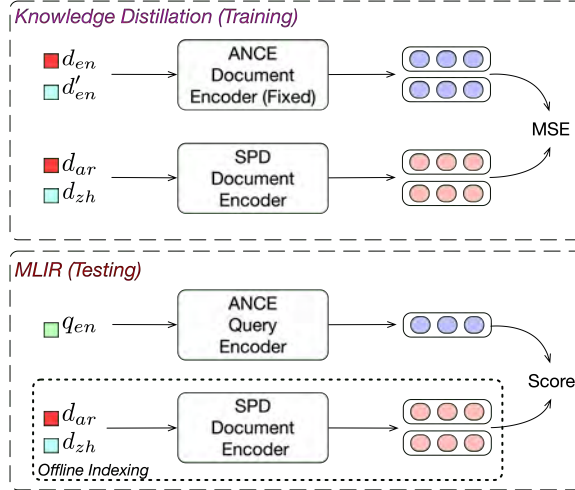 Knowledge Distillation (Training)
d_en
d'_en
ANCE
Document
Encoder (Fixed)
MSE
d_ar
d_zh
SPD
Document
Encoder
MLIR (Testing)
q_en
ANCE
Query
Encoder
Score
d_ar
d_zh
SPD
Document
Encoder
Offline Indexing